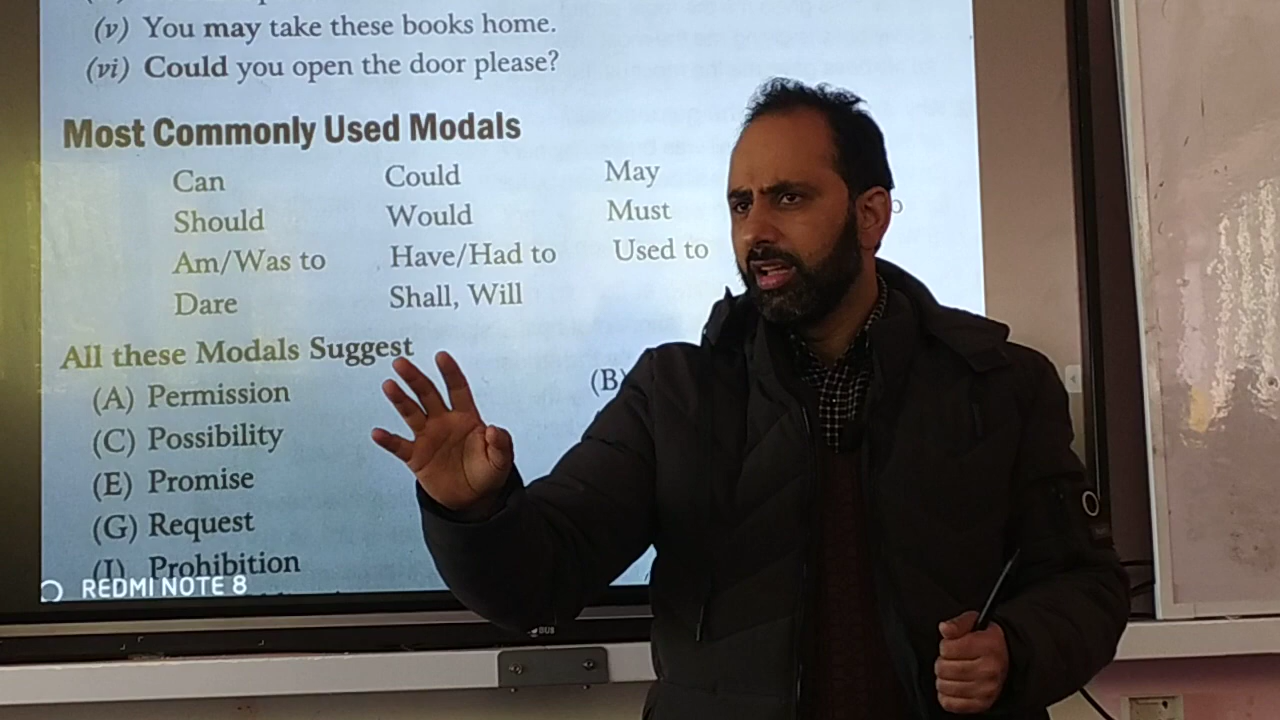 (v) You may take these books home.
(vi) Could you open the door please?
Most Commonly Used Modals
Can Could May
Should Would Must
Am/Was to Have/Had to Used to
Dare Shall, Will
All these Modals Suggest
(A) Permission (B)
(C) Possibility
(E) Promise
(G) Request
(I) Prohibition
REDMI NOTE 8